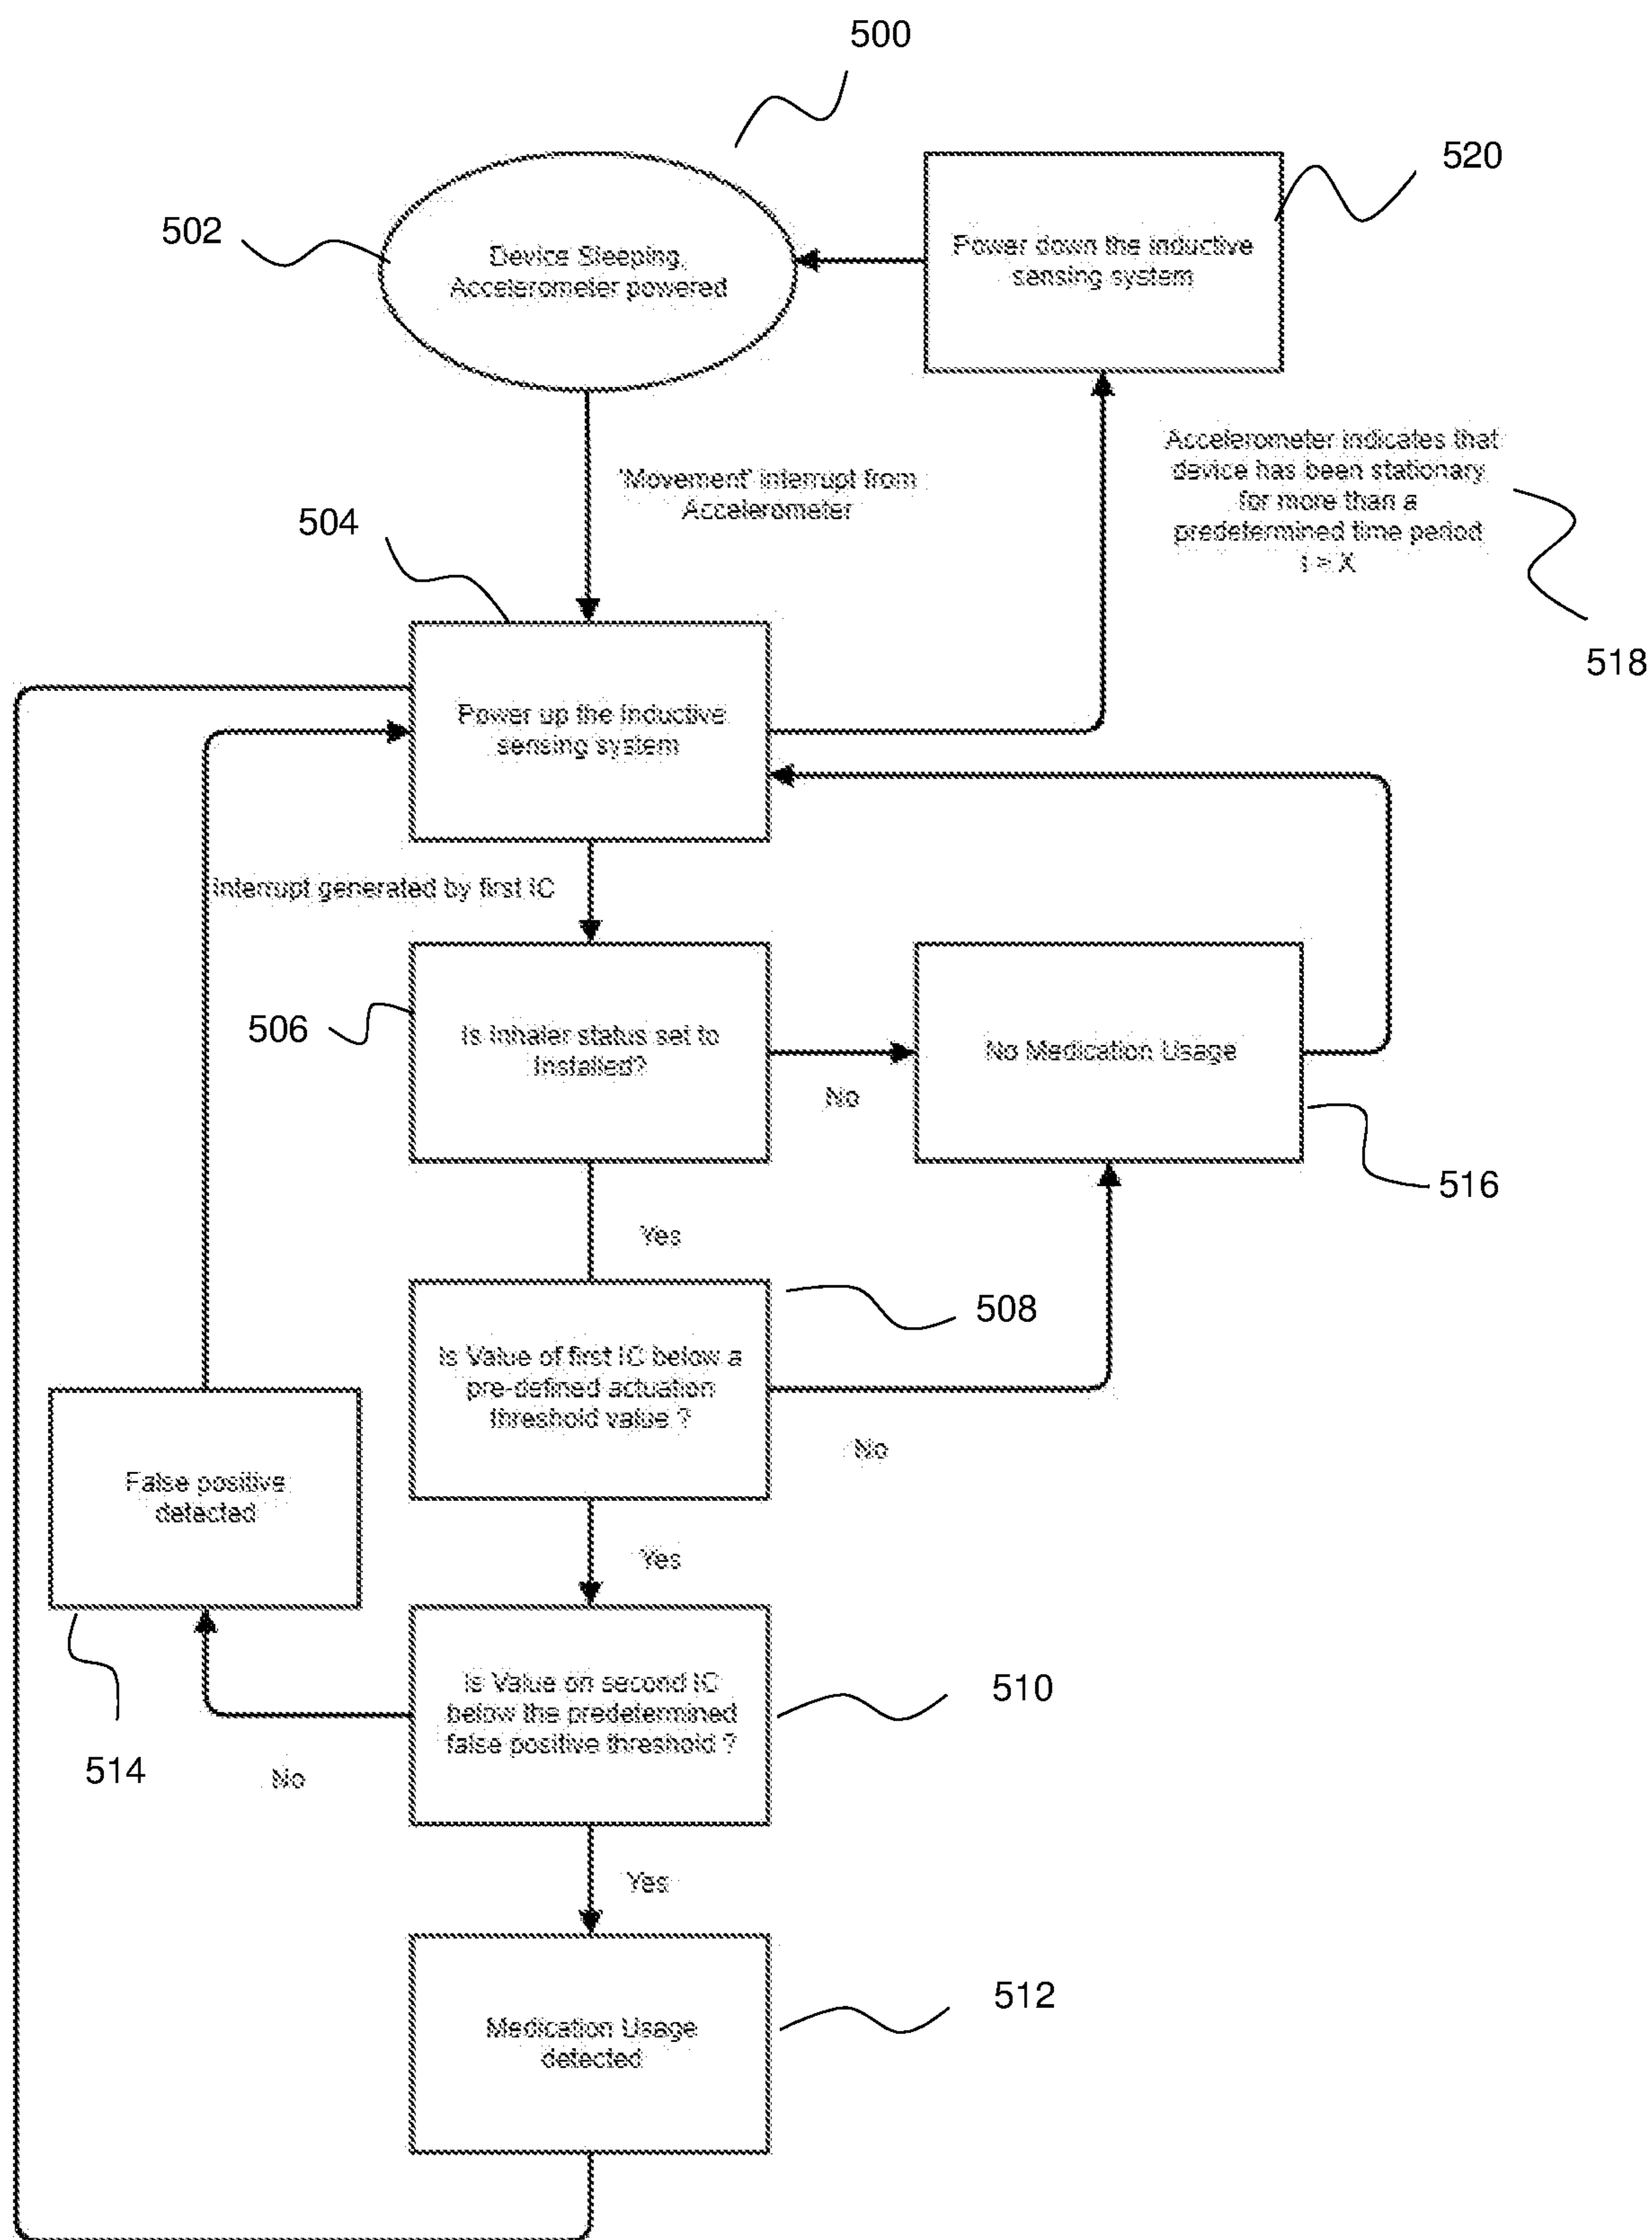 500
520
502
Device Sleeping,
Accelerometer powered
Power down the inductive
sensing system
'Movement' interrupt from
Accelerometer
Accelerometer indicates that
device has been stationary
for more than a
predetermined time period
504
518
Power up the Inductive
sensing system
Interrupt generated by first IC
506
Is Inhaler status set to
Installed?
No Medication Usage
No
516
Yes
508
Is Value of first IC below a
pre-defined actuation
threshold value ?
No
False positive
detected
Yes
510
Is Value on second IC
below the predetermined
false positive threshold ?
514
No
Yes
512
Medication Usage
detected